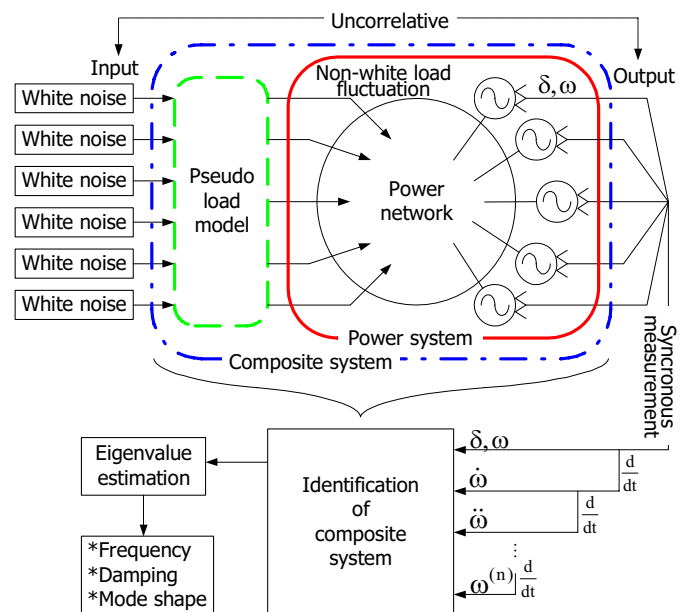 Uncorrelative
Input
Output
White noise
White noise
White noise
White noise
White noise
White noise
Pseudo
load
model
Non-white load
fluctuation
Power
network
δ,ω
Power system
Composite system
Syncronous
measurement
Eigenvalue
estimation
*Frequency
*Damping
*Mode shape
Identification
of
composite
system
δ,ω
ω̇
d/dt
ω̈
d/dt
⋮
ω⁽ⁿ⁾
d/dt